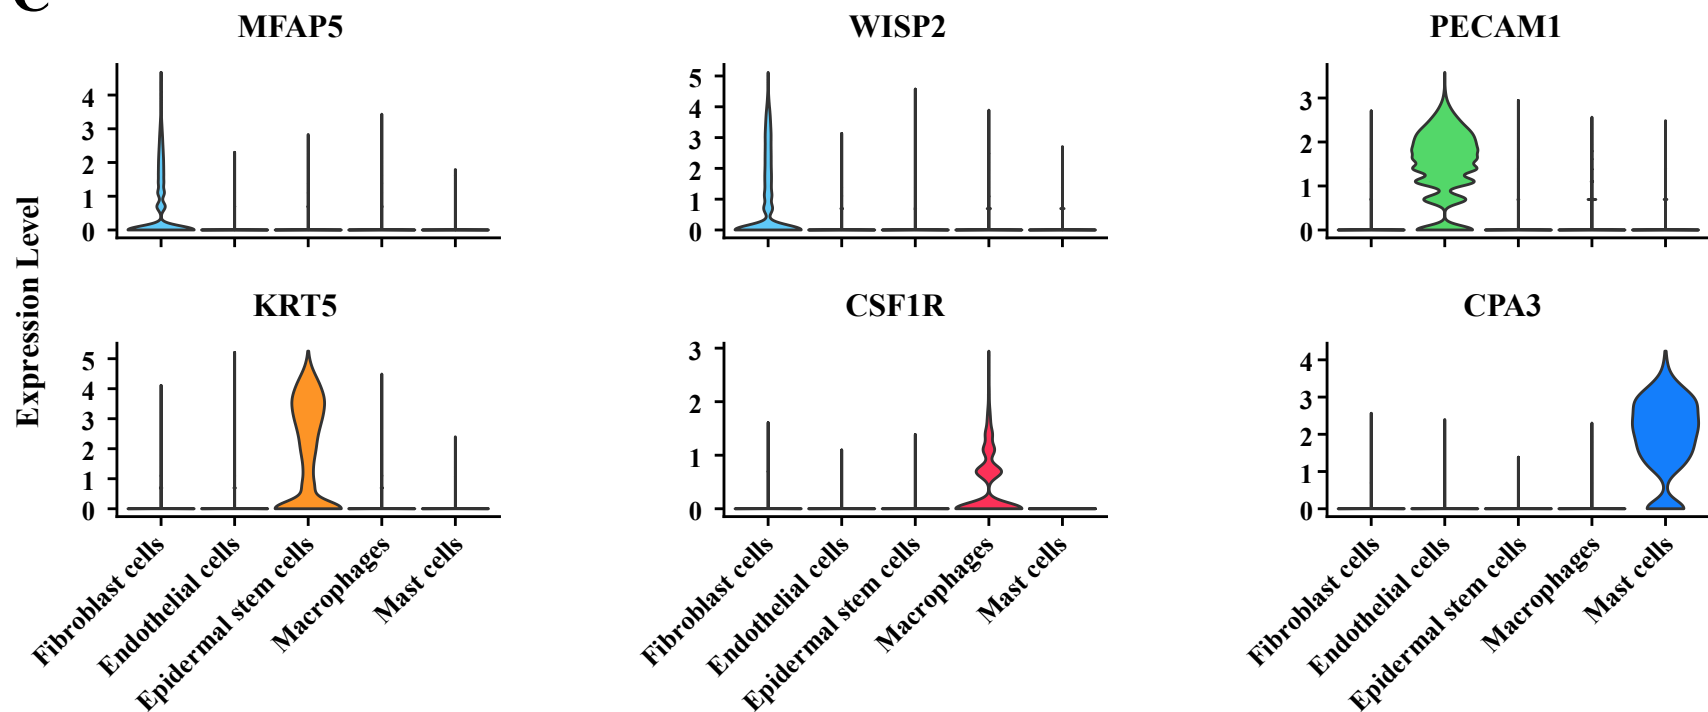 C
MFAP5
WISP2
PECAM1
Expression Level
4
3
2
1
0
5
4
3
2
1
0
3
2
1
0
KRT5
CSF1R
CPA3
5
4
3
2
1
0
3
2
1
0
4
3
2
1
0
Fibroblast cells
Endothelial cells
Epidermal stem cells
Macrophages
Mast cells
Fibroblast cells
Endothelial cells
Epidermal stem cells
Macrophages
Mast cells
Fibroblast cells
Endothelial cells
Epidermal stem cells
Macrophages
Mast cells